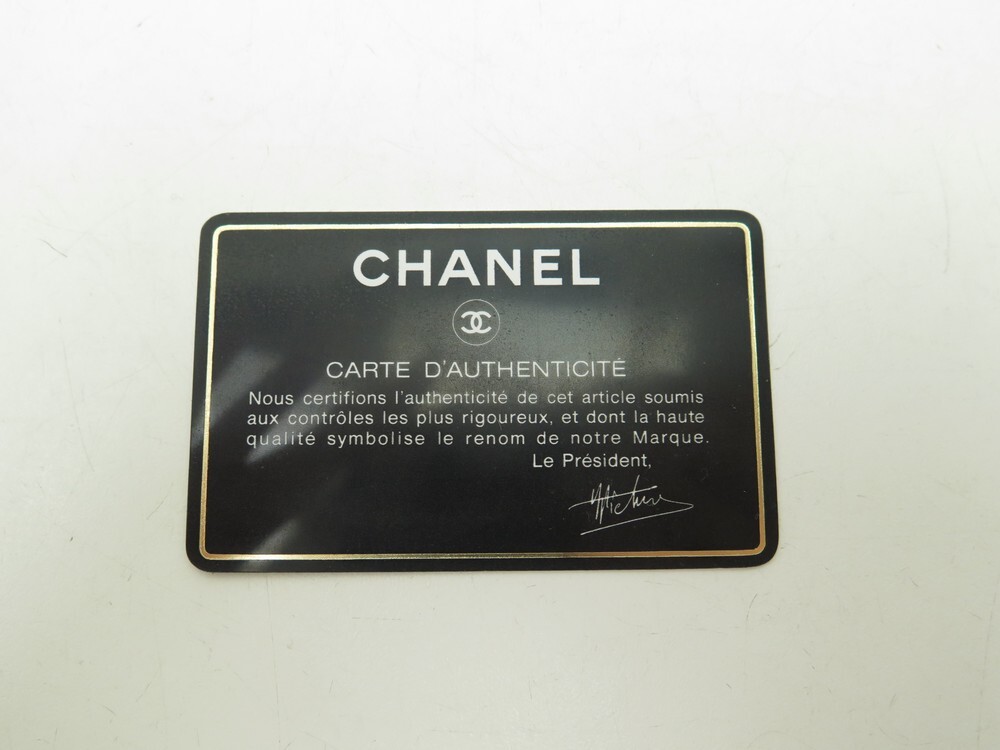 CHANEL
CARTE D'AUTHENTICITÉ
Nous certifions l'authenticité de cet article soumis
aux contrôles les plus rigoureux, et dont la haute
qualité symbolise le renom de notre Marque.
Le Président,